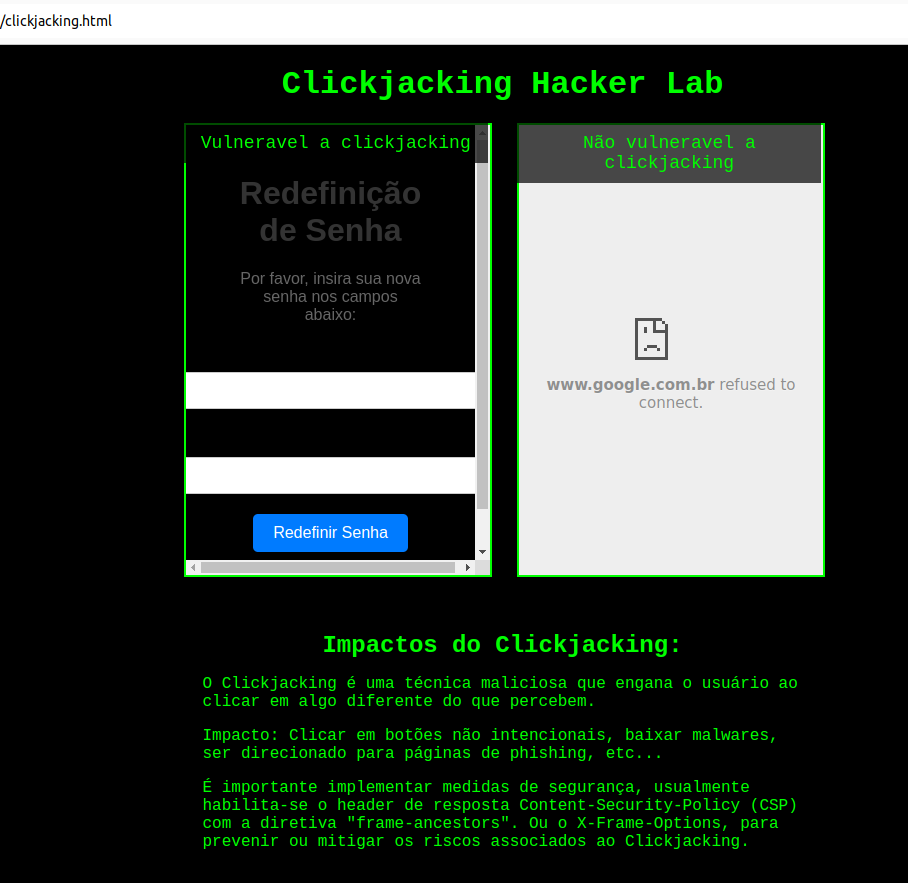 /clickjacking.html
Clickjacking Hacker Lab
Vulneravel a clickjacking
Redefinição
de Senha
Por favor, insira sua nova
senha nos campos
abaixo:
Redefinir Senha
Não vulneravel a
clickjacking
www.google.com.br refused to
connect.
Impactos do Clickjacking:
O Clickjacking é uma técnica maliciosa que engana o usuário ao
clicar em algo diferente do que percebem.
Impacto: Clicar em botões não intencionais, baixar malwares,
ser direcionado para páginas de phishing, etc...
É importante implementar medidas de segurança, usualmente
habilita-se o header de resposta Content-Security-Policy (CSP)
com a diretiva "frame-ancestors". Ou o X-Frame-Options, para
prevenir ou mitigar os riscos associados ao Clickjacking.